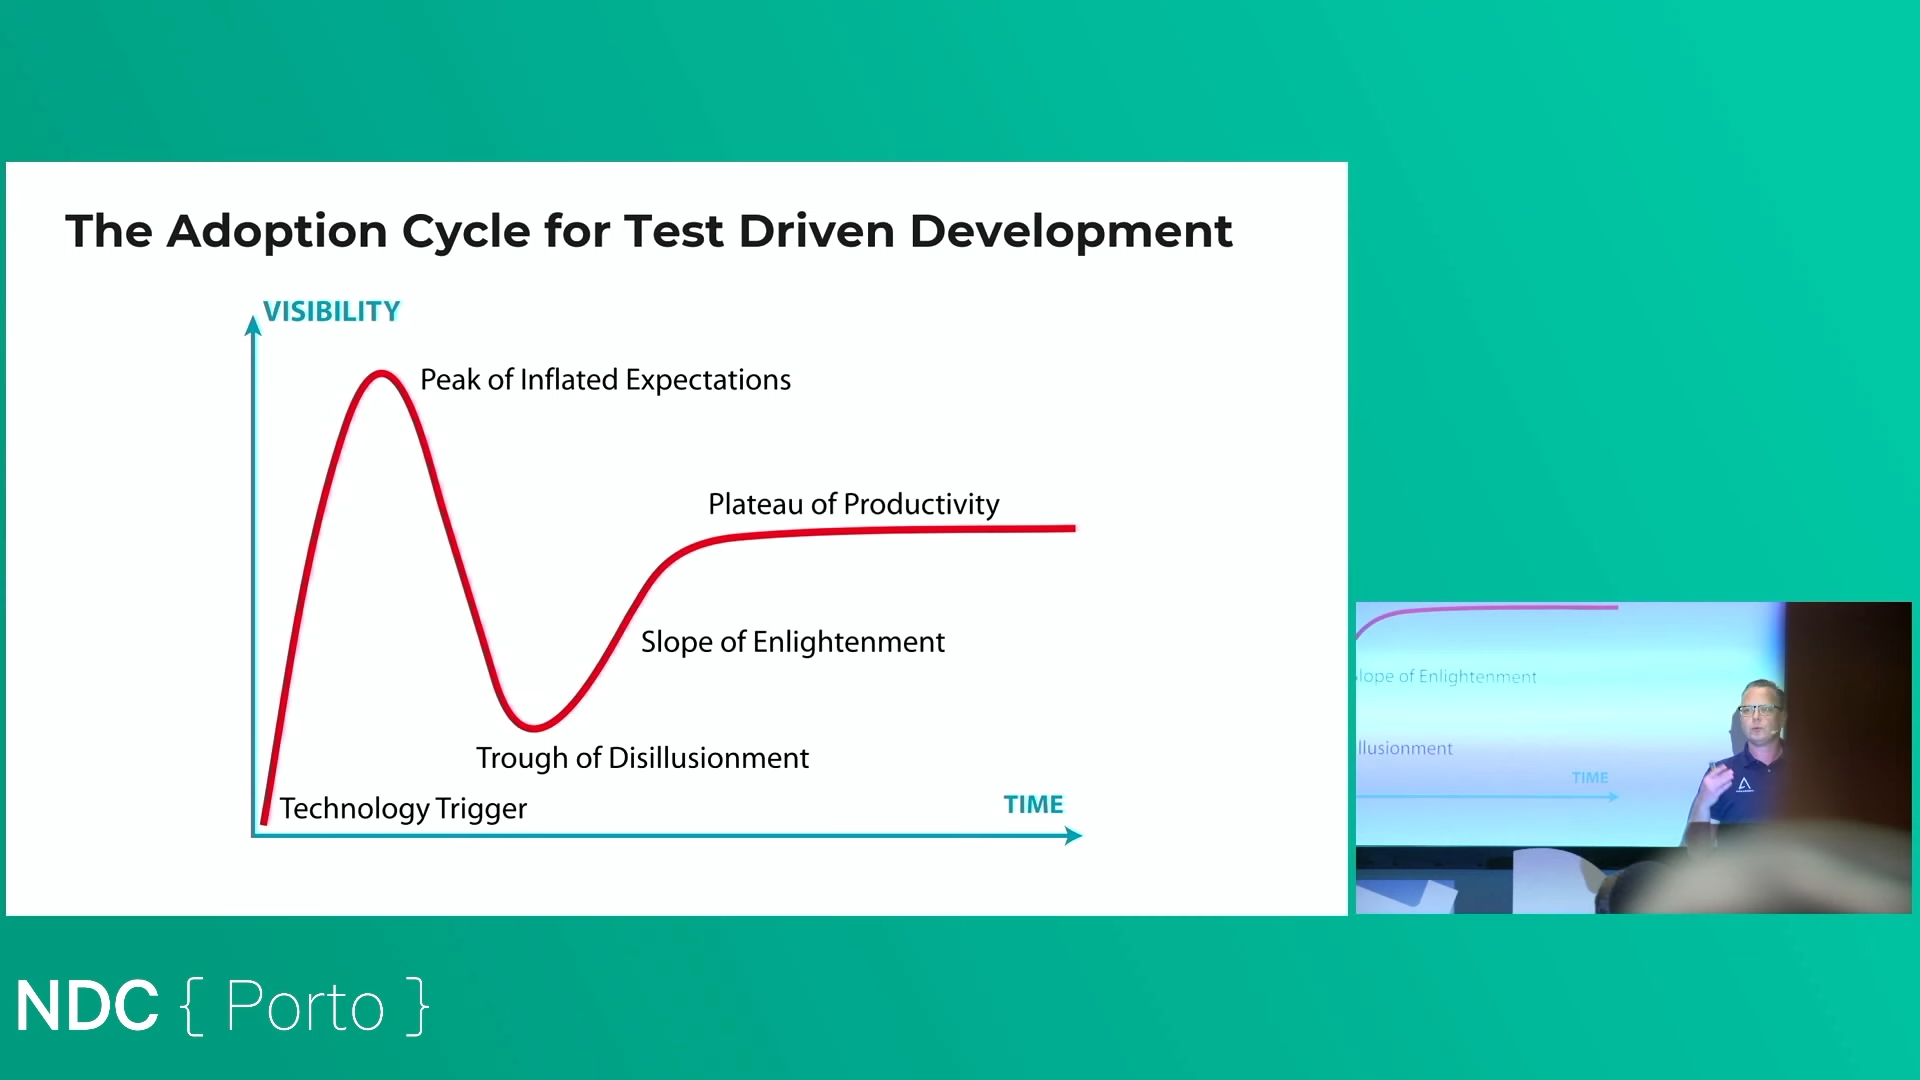 The Adoption Cycle for Test Driven Development
VISIBILITY
Peak of Inflated Expectations
Plateau of Productivity
Slope of Enlightenment
Trough of Disillusionment
Technology Trigger
TIME
lope of Enlightenment
llusionment
TIME
NDC { Porto }